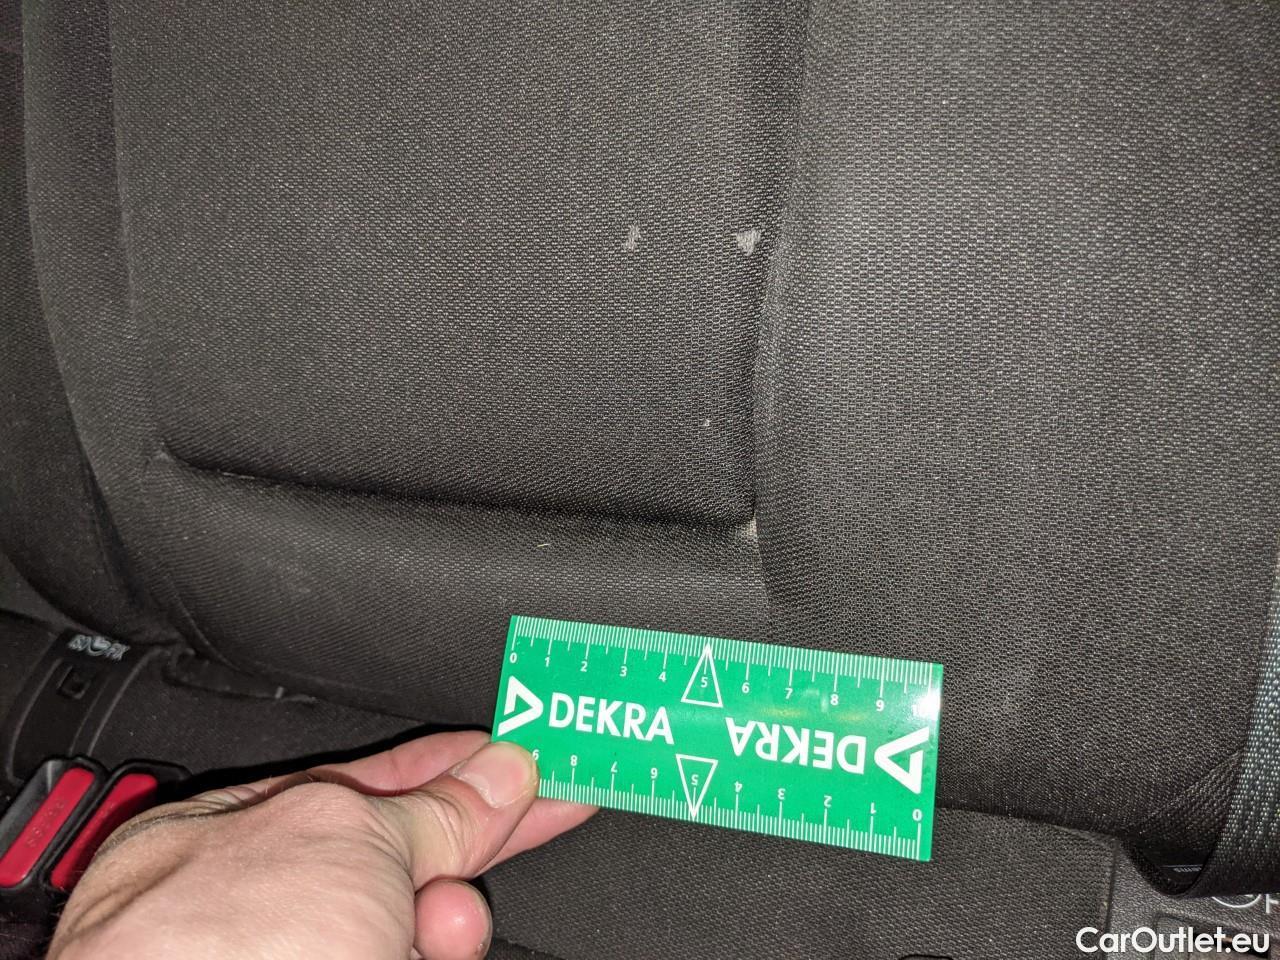 ISOFIX
0 1 2 3 4 5 6 7 8 9
DEKRA DEKRA
9 8 7 6 5 4 3 2 1 0
CarOutlet.eu